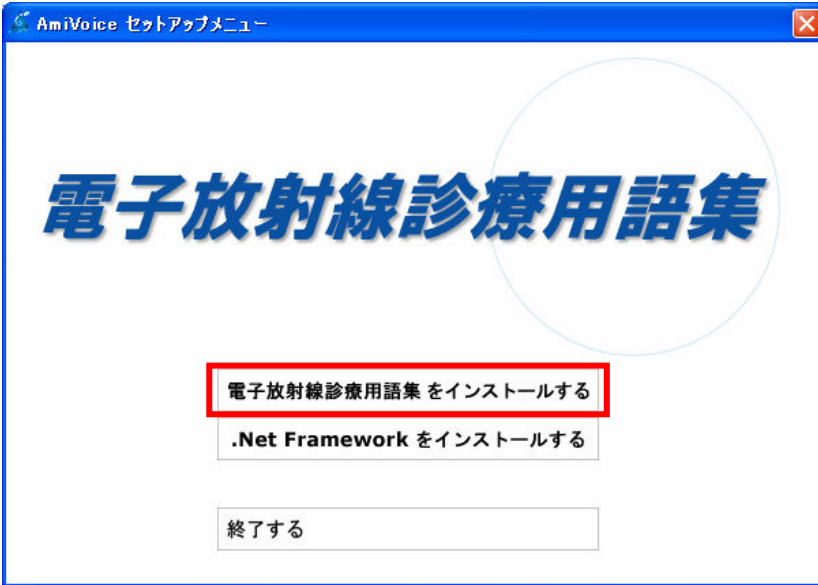 AmiVoice セットアップメニュー
電子放射線診療用語集
電子放射線診療用語集 をインストールする
.Net Framework をインストールする
終了する